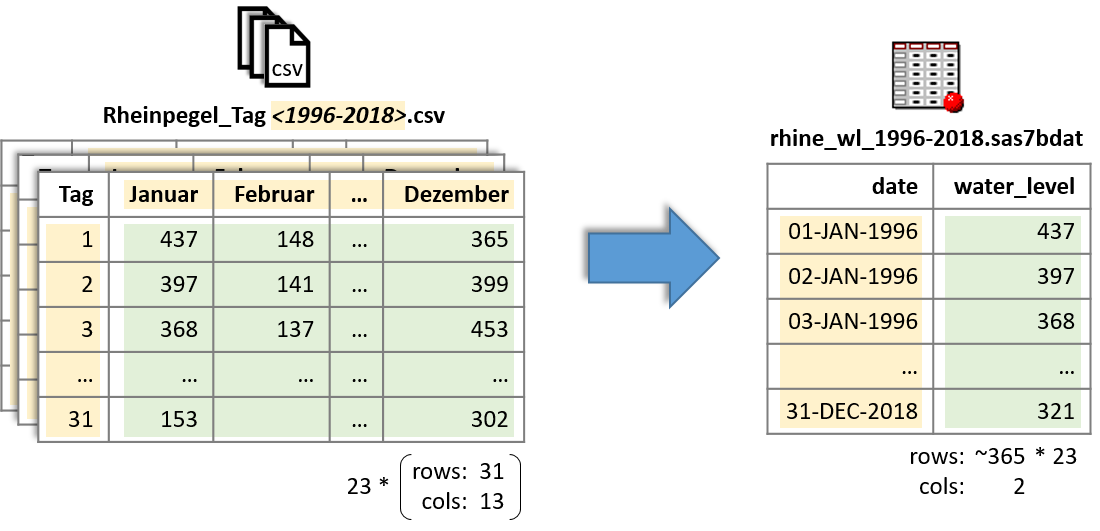 CSV
Rheinpegel_Tag <1996-2018>.csv
Tag Januar Februar ... Dezember
1 437 148 ... 365
2 397 141 ... 399
3 368 137 ... 453
... ... ... ... ...
31 153 ... 302
23 * rows: 31
cols: 13
rhine_wl_1996-2018.sas7bdat
date water_level
01-JAN-1996 437
02-JAN-1996 397
03-JAN-1996 368
... ...
31-DEC-2018 321
rows: ~365 * 23
cols: 2